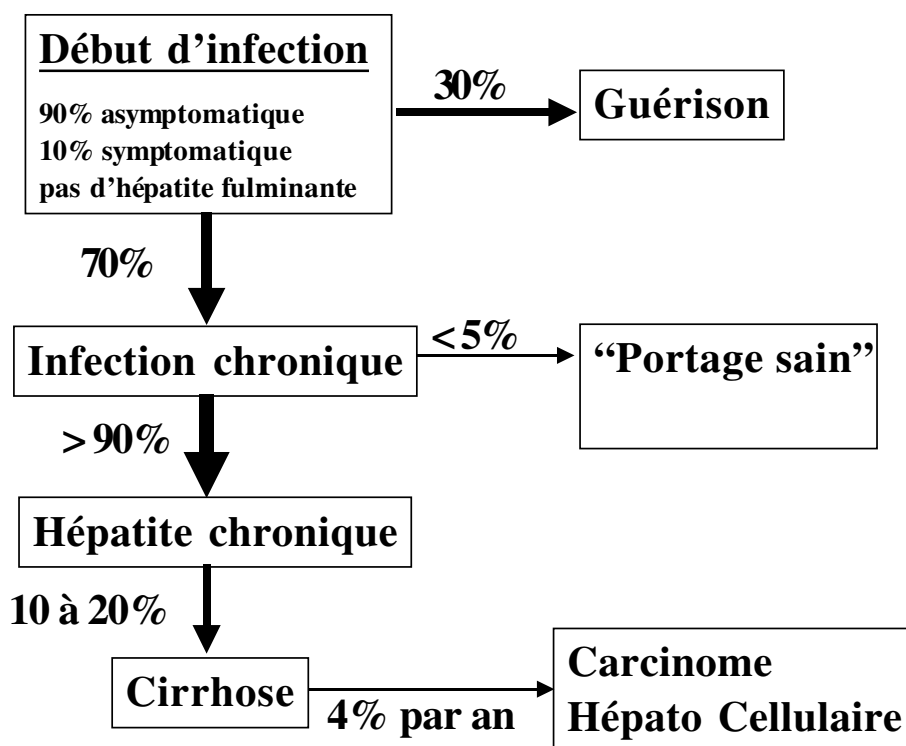 Début d’infection
90% asymptomatique
10% symptomatique
pas d’hépatite fulminante
30%
Guérison
70%
Infection chronique
<5%
“Portage sain”
>90%
Hépatite chronique
10 à 20%
Cirrhose
4% par an
Carcinome
Hépato Cellulaire